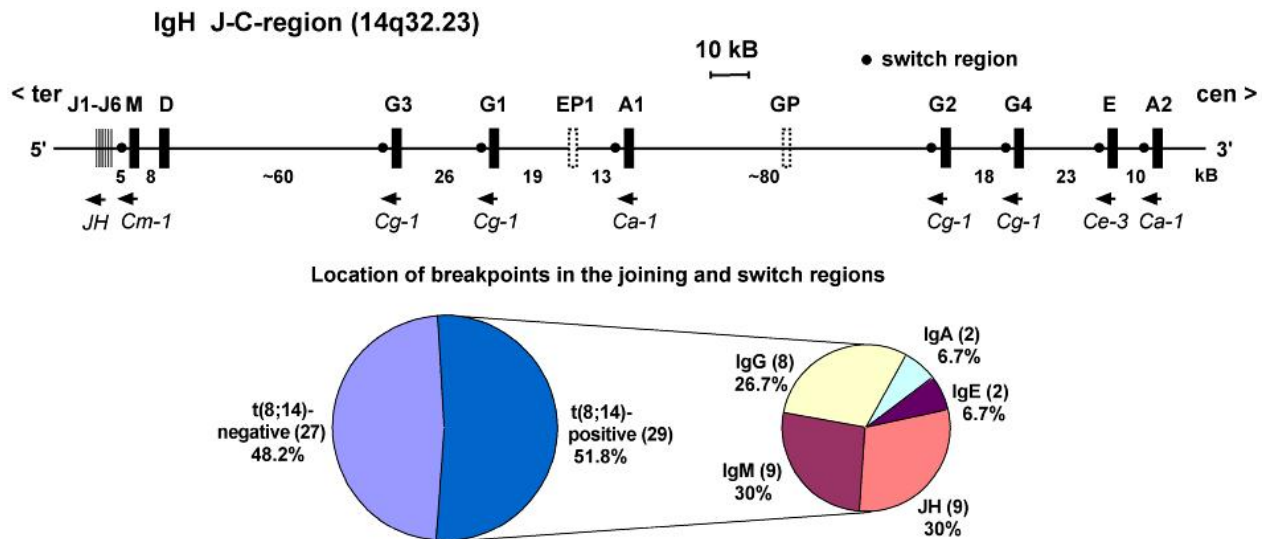 IgH J-C-region (14q32.23)
10 kB
● switch region
< ter
J1-J6 M D G3 G1 EP1 A1 GP G2 G4 E A2
cen >
5' 3'
5 8 ~60 26 19 13 ~80 18 23 10 kB
JH Cm-1 Cg-1 Cg-1 Ca-1 Cg-1 Cg-1 Ce-3 Ca-1
Location of breakpoints in the joining and switch regions
t(8;14)-
negative (27)
48.2%
t(8;14)-
positive (29)
51.8%
IgG (8)
26.7%
IgA (2)
6.7%
IgE (2)
6.7%
IgM (9)
30%
JH (9)
30%